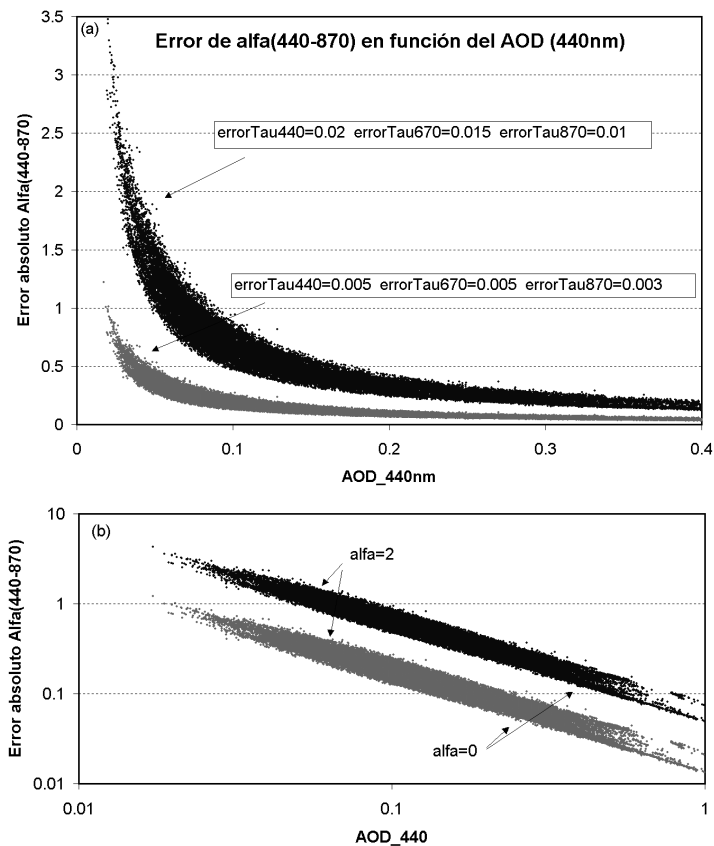 (a)
Error de alfa(440-870) en función del AOD (440nm)
Error absoluto Alfa(440-870)
3.5
3
2.5
2
1.5
1
0.5
0
errorTau440=0.02 errorTau670=0.015 errorTau870=0.01
errorTau440=0.005 errorTau670=0.005 errorTau870=0.003
0 0.1 0.2 0.3 0.4
AOD_440nm
(b)
Error absoluto Alfa(440-870)
10
1
0.1
0.01
alfa=2
alfa=0
0.01 0.1 1
AOD_440